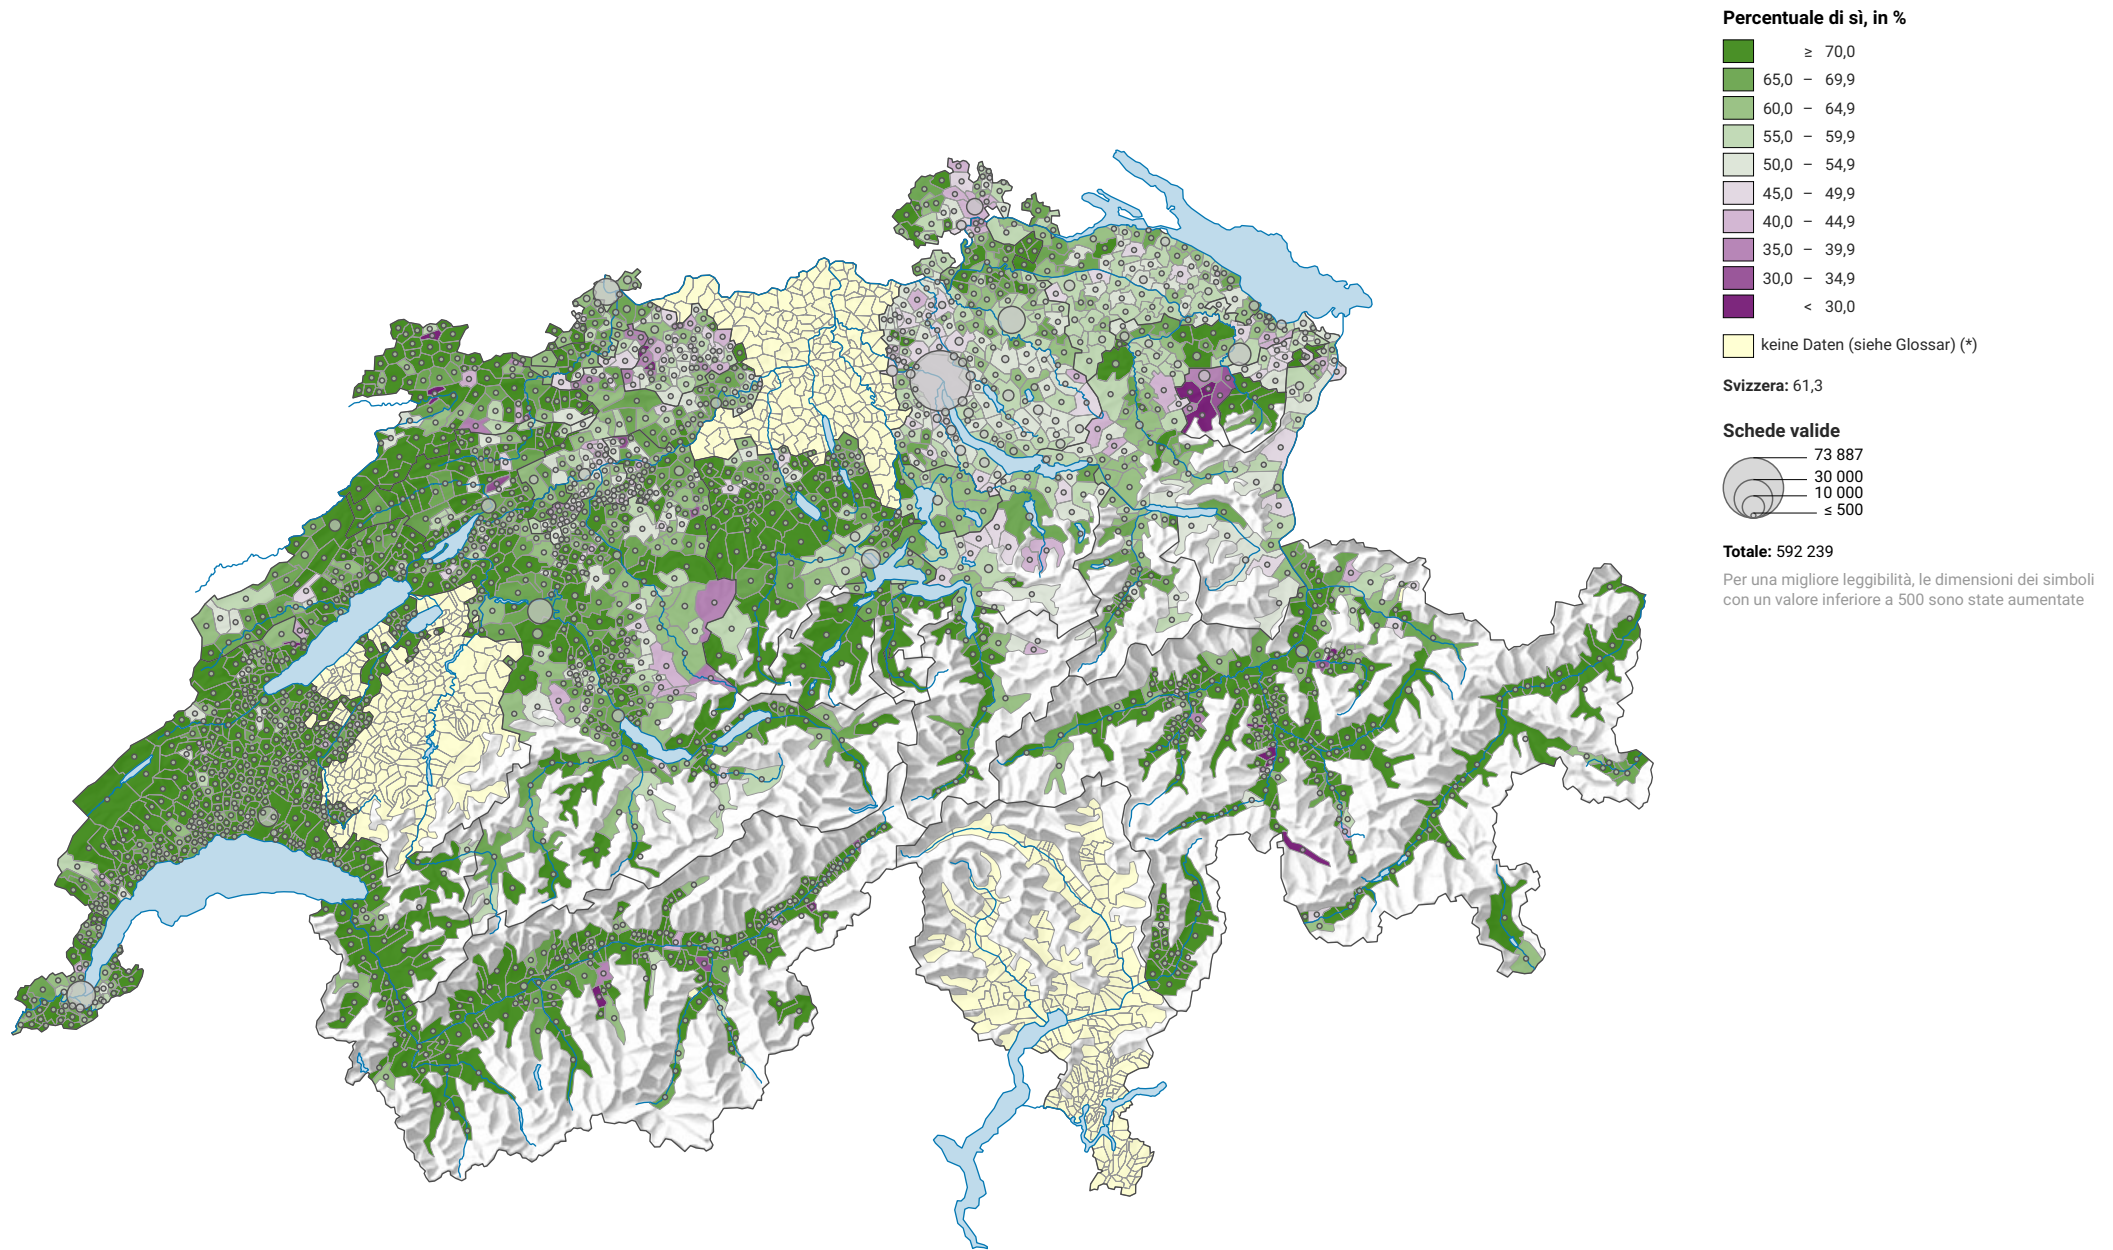 Percentuale di sì, in %
≥ 70,0
65,0 – 69,9
60,0 – 64,9
55,0 – 59,9
50,0 – 54,9
45,0 – 49,9
40,0 – 44,9
35,0 – 39,9
30,0 – 34,9
< 30,0
keine Daten (siehe Glossar) (*)
Svizzera: 61,3
Schede valide
73 887
30 000
10 000
≤ 500
Totale: 592 239
Per una migliore leggibilità, le dimensioni dei simboli
con un valore inferiore a 500 sono state aumentate